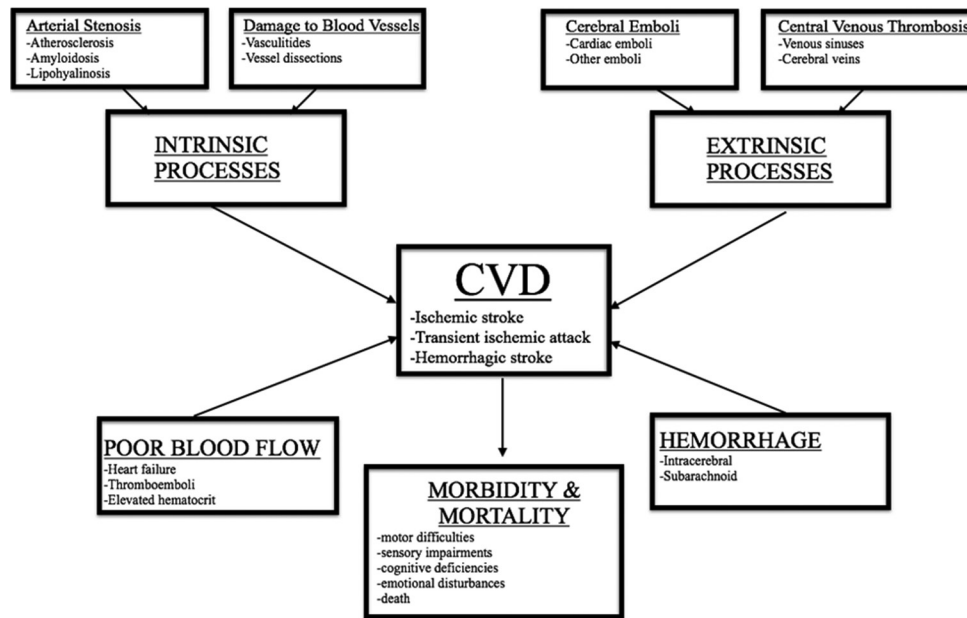 Arterial Stenosis
-Atherosclerosis
-Amyloidosis
-Lipohyalinosis
Damage to Blood Vessels
-Vasculitides
-Vessel dissections
Cerebral Emboli
-Cardiac emboli
-Other emboli
Central Venous Thrombosis
-Venous sinuses
-Cerebral veins
INTRINSIC
PROCESSES
EXTRINSIC
PROCESSES
CVD
-Ischemic stroke
-Transient ischemic attack
-Hemorrhagic stroke
POOR BLOOD FLOW
-Heart failure
-Thromboemboli
-Elevated hematocrit
HEMORRHAGE
-Intracerebral
-Subarachnoid
MORBIDITY &
MORTALITY
-motor difficulties
-sensory impairments
-cognitive deficiencies
-emotional disturbances
-death